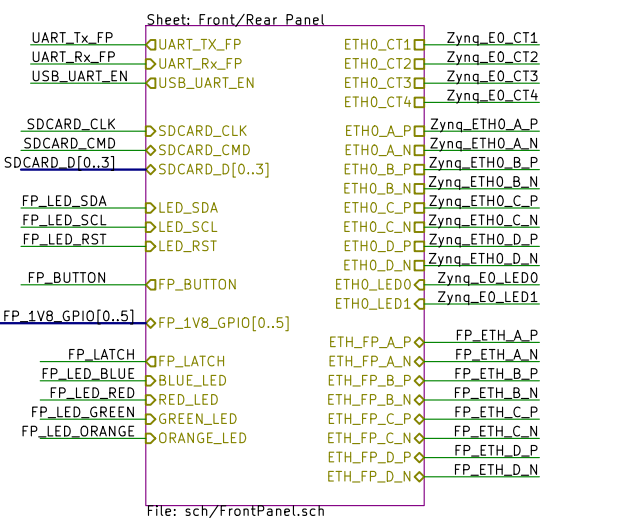 Sheet: Front/Rear Panel
UART_Tx_FP UART_TX_FP ETH0_CT1 Zynq_E0_CT1
UART_Rx_FP UART_Rx_FP ETH0_CT2 Zynq_E0_CT2
USB_UART_EN USB_UART_EN ETH0_CT3 Zynq_E0_CT3
ETH0_CT4 Zynq_E0_CT4
SDCARD_CLK SDCARD_CLK ETH0_A_P Zynq_ETH0_A_P
SDCARD_CMD SDCARD_CMD ETH0_A_N Zynq_ETH0_A_N
SDCARD_D[0..3] SDCARD_D[0..3] ETH0_B_P Zynq_ETH0_B_P
ETH0_B_N Zynq_ETH0_B_N
FP_LED_SDA LED_SDA ETH0_C_P Zynq_ETH0_C_P
FP_LED_SCL LED_SCL ETH0_C_N Zynq_ETH0_C_N
FP_LED_RST LED_RST ETH0_D_P Zynq_ETH0_D_P
ETH0_D_N Zynq_ETH0_D_N
FP_BUTTON FP_BUTTON ETH0_LED0 Zynq_E0_LED0
ETH0_LED1 Zynq_E0_LED1
FP_1V8_GPIO[0..5] FP_1V8_GPIO[0..5]
ETH_FP_A_P FP_ETH_A_P
FP_LATCH FP_LATCH ETH_FP_A_N FP_ETH_A_N
FP_LED_BLUE BLUE_LED ETH_FP_B_P FP_ETH_B_P
FP_LED_RED RED_LED ETH_FP_B_N FP_ETH_B_N
FP_LED_GREEN GREEN_LED ETH_FP_C_P FP_ETH_C_P
FP_LED_ORANGE ORANGE_LED ETH_FP_C_N FP_ETH_C_N
ETH_FP_D_P FP_ETH_D_P
ETH_FP_D_N FP_ETH_D_N
File: sch/FrontPanel.sch